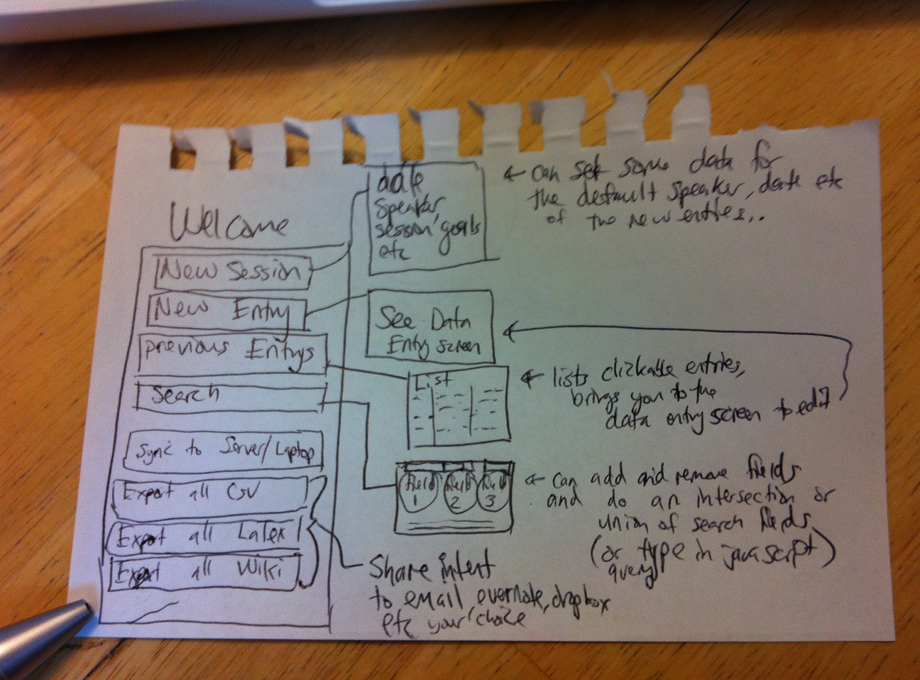 Welcome
New Session
New Entry
previous Entrys
Search
Sync to Server/Laptop
Export all CSV
Export all LaTex
Export all Wiki
date
speaker,
session goals
etc
← can set some data for
the default speaker, date etc
of the new entries..
See Data
Entry screen
List
← lists clickable entries,
brings you to the
data entry screen to edit
field
1
field
2
field
3
← can add and remove fields
and do an intersection or
union of search fields
(or type in javascript)
query
Share intent
to email, evernote, dropbox
etc your choice